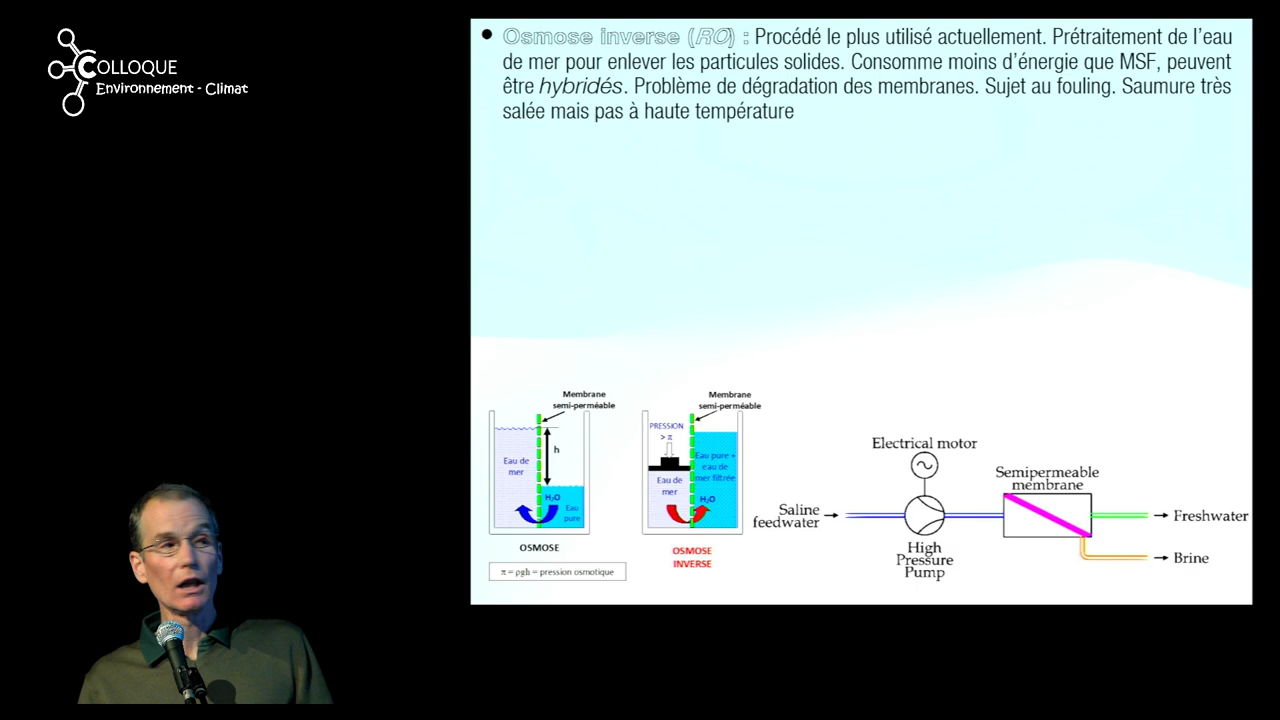 COLLOQUE
Environnement - Climat
• Osmose inverse (RO) : Procédé le plus utilisé actuellement. Prétraitement de l'eau
de mer pour enlever les particules solides. Consomme moins d'énergie que MSF, peuvent
être hybridés. Problème de dégradation des membranes. Sujet au fouling. Saumure très
salée mais pas à haute température
Membrane
semi-perméable
Eau de
mer
h
H₂O
Eau
pure
OSMOSE
π = ρgh = pression osmotique
Membrane
semi-perméable
PRESSION
> π
Eau de
mer
Eau pure =
eau de
mer filtrée
H₂O
OSMOSE
INVERSE
Electrical motor
Saline
feedwater
High
Pressure
Pump
Semipermeable
membrane
Freshwater
Brine